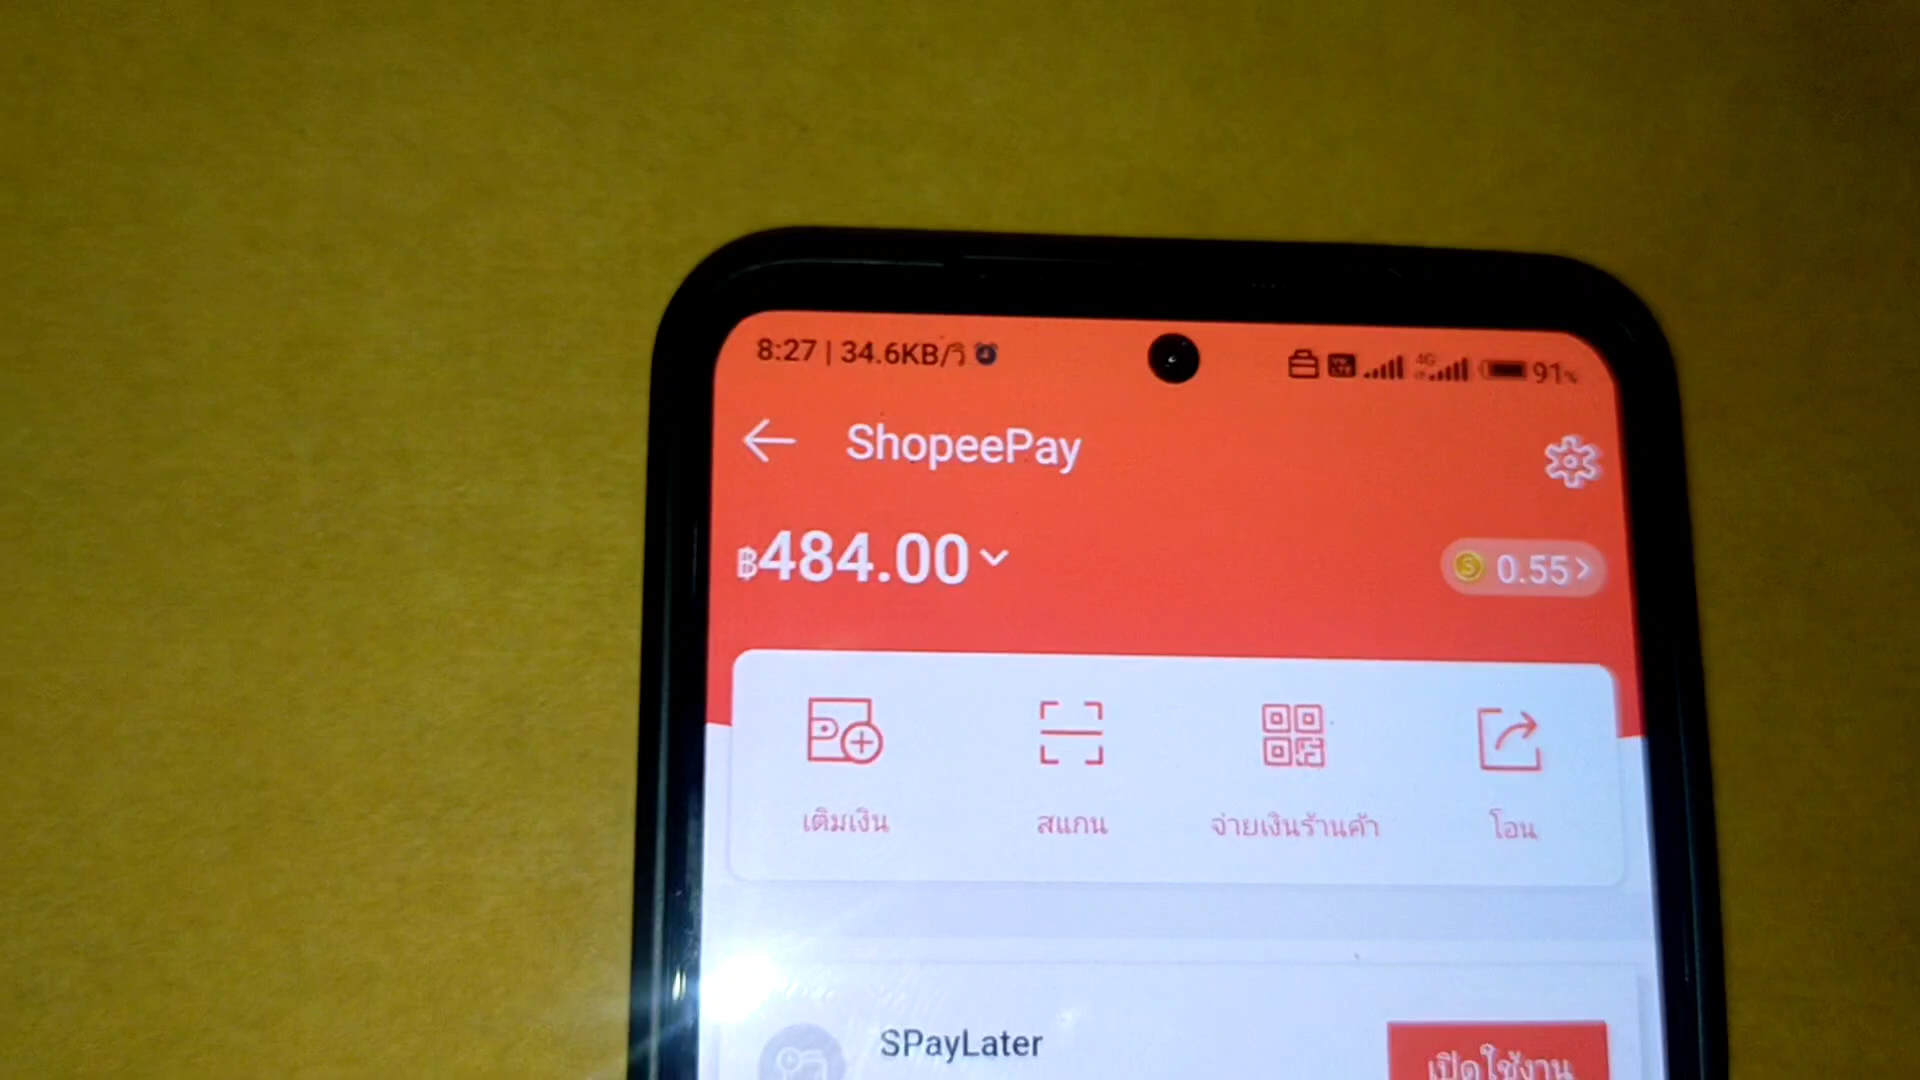 8:27 | 34.6KB/วิ
4G
91%
ShopeePay
฿484.00
0.55
เติมเงิน
สแกน
จ่ายเงินร้านค้า
โอน
SPayLater
เปิดใช้งาน